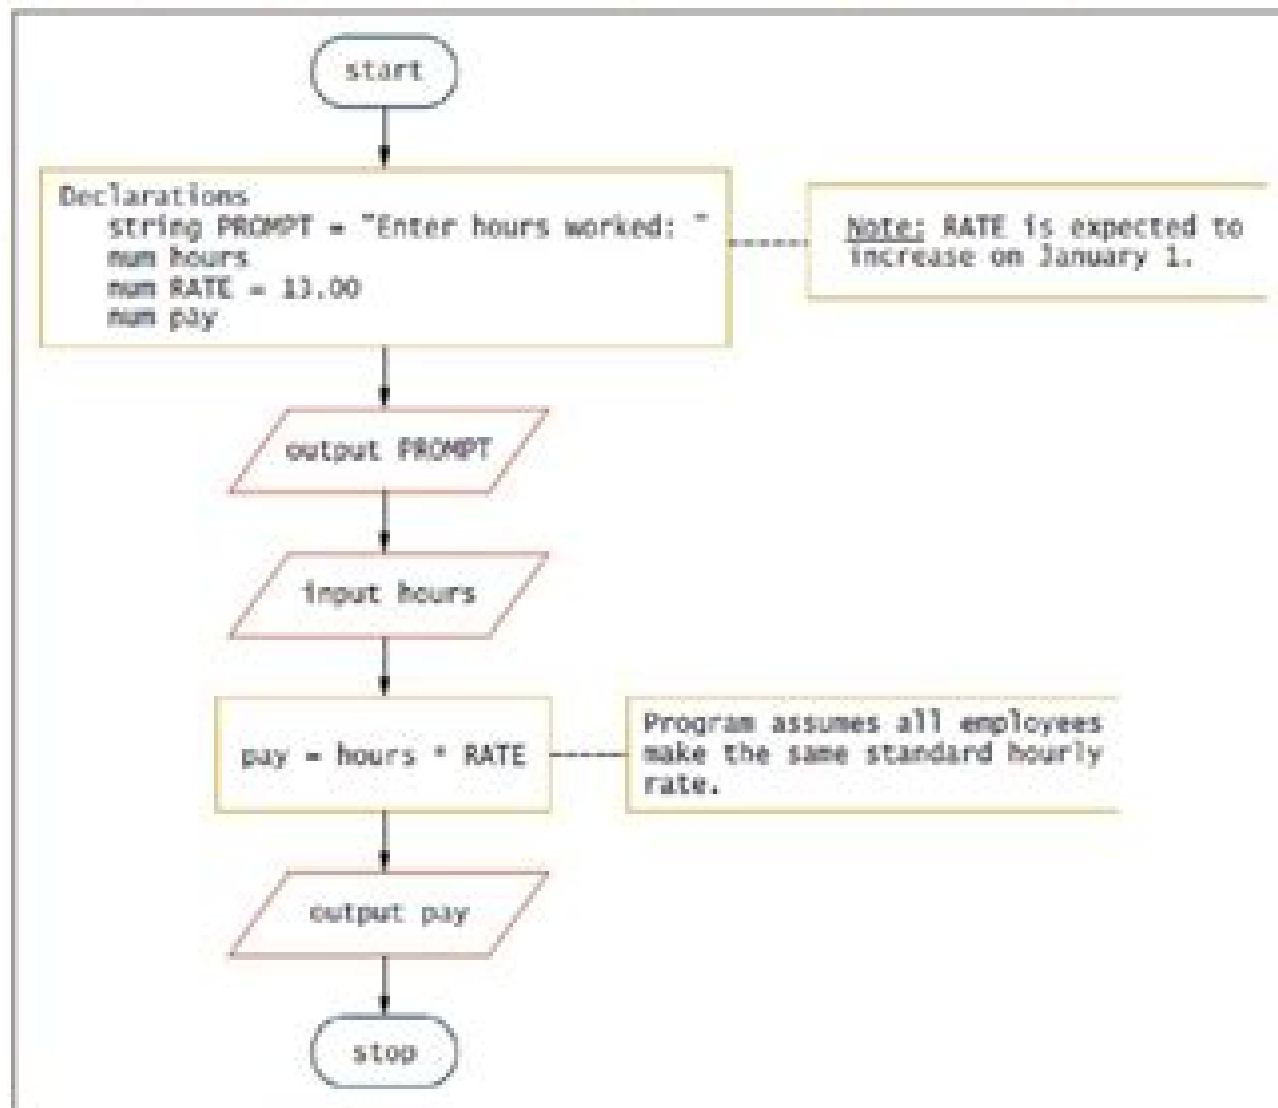 start
Declarations
string PROMPT = "Enter hours worked: "
num hours
num RATE = 13.00
num pay
Note: RATE is expected to
increase on January 1.
output PROMPT
input hours
pay = hours * RATE
Program assumes all employees
make the same standard hourly
rate.
output pay
stop